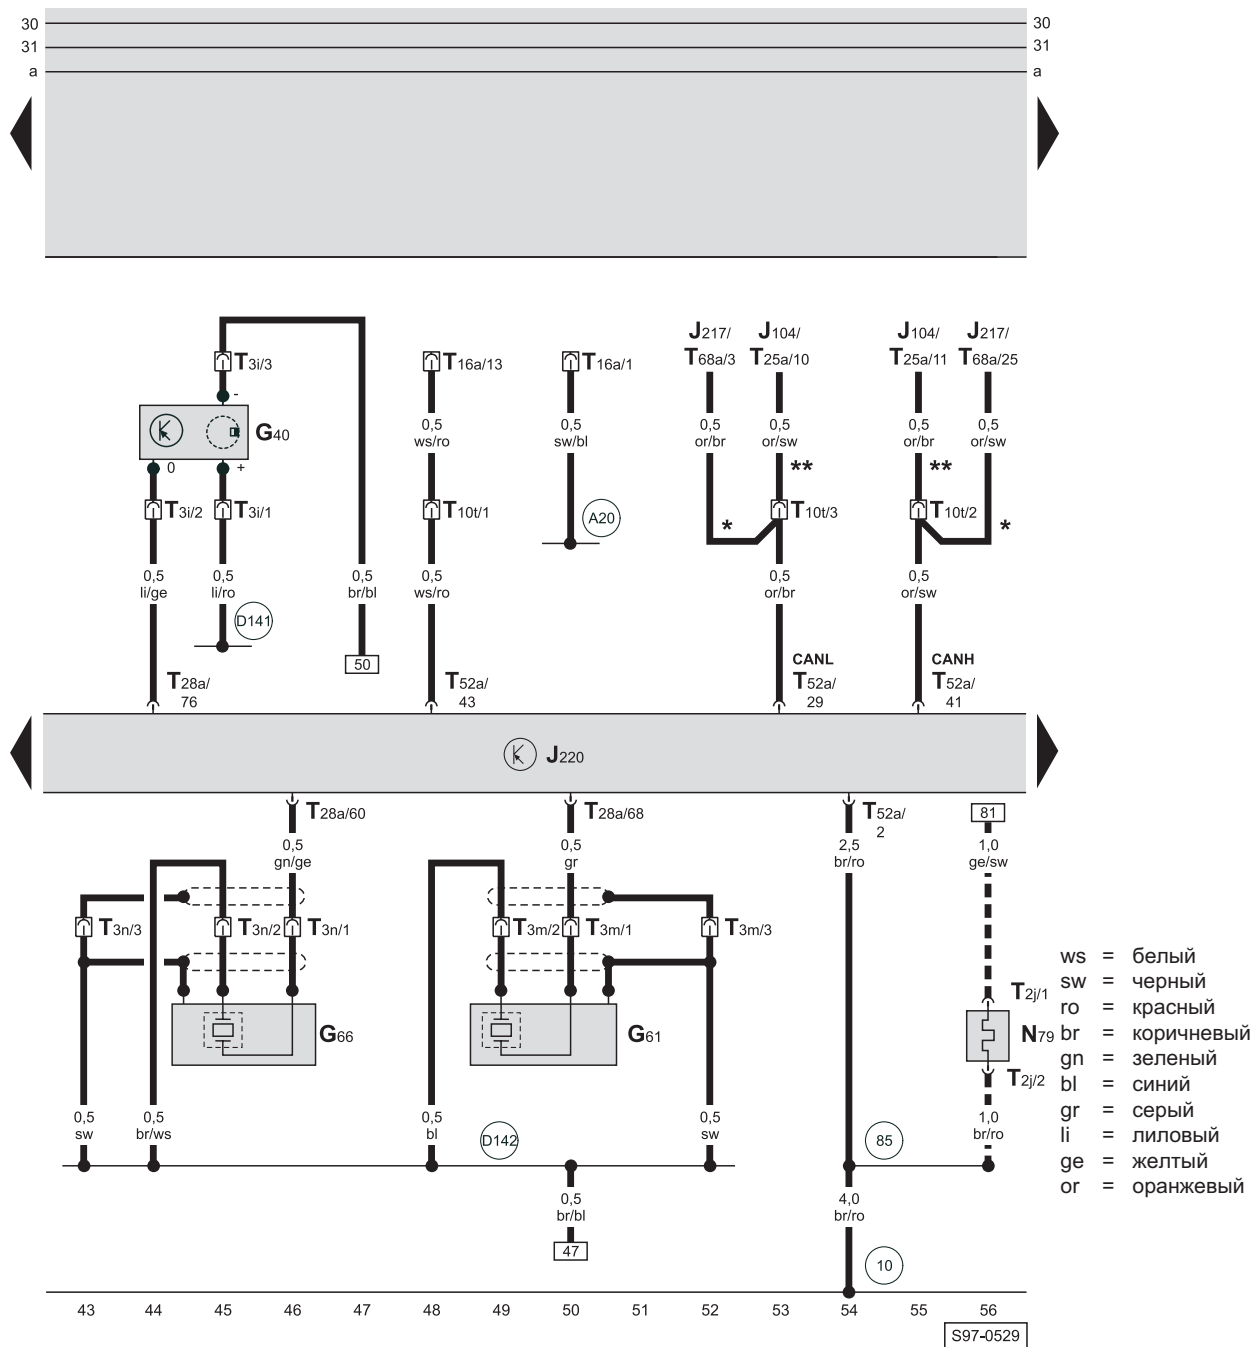 30 30
31 31
a a
J217/ J104/ J104/ J217/
T3i/3 T16a/13 T16a/1 T68a/3 T25a/10 T25a/11 T68a/25
-
G40
0,5 0,5 0,5 0,5 0,5 0,5
ws/ro sw/bl or/br or/sw or/br or/sw
0 + ** **
T3i/2 T3i/1 T10t/1 A20 T10t/3 T10t/2
* *
0,5 0,5 0,5 0,5 0,5 0,5
li/ge li/ro br/bl ws/ro or/br or/sw
D141
50
CANL CANH
T28a/ T52a/ T52a/ T52a/
76 43 29 41
J220
T28a/60 T28a/68 T52a/ 81
2
0,5 0,5 2,5 1,0
gn/ge gr br/ro ge/sw
T3n/3 T3n/2 T3n/1 T3m/2 T3m/1 T3m/3
T2j/1
G66 G61 N79
T2j/2
0,5 0,5 0,5 0,5 1,0
sw br/ws bl sw br/ro
D142 85
0,5 4,0
br/bl br/ro
47
10
43 44 45 46 47 48 49 50 51 52 53 54 55 56
S97-0529
ws = белый
sw = черный
ro = красный
br = коричневый
gn = зеленый
bl = синий
gr = серый
li = лиловый
ge = желтый
or = оранжевый